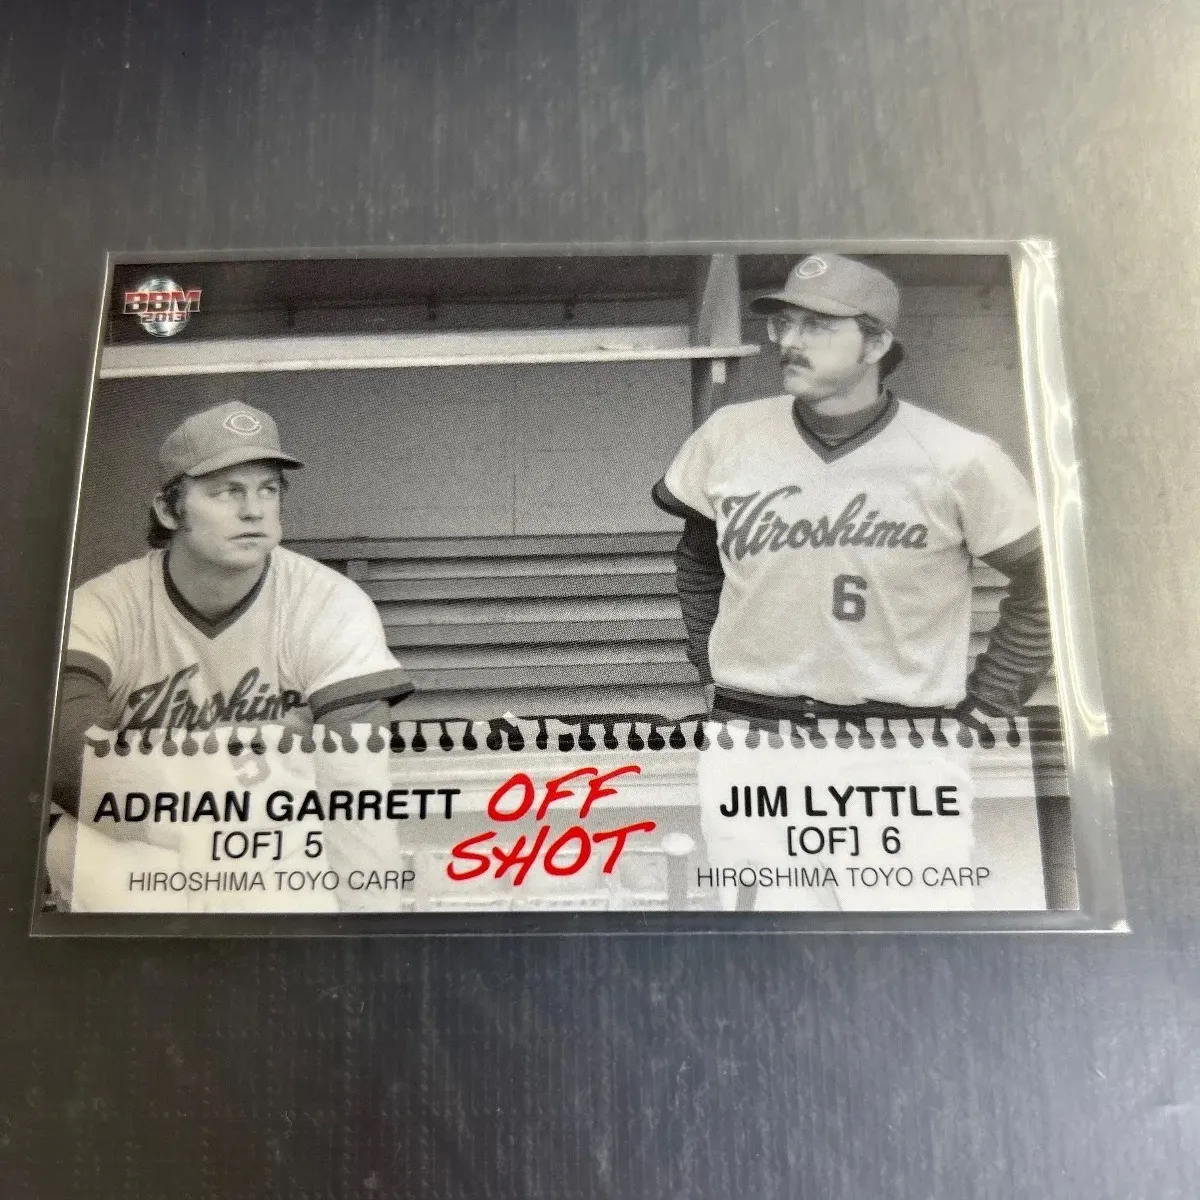 BBM
2013
C
C
Hiroshima
6
Hiroshima
5
ADRIAN GARRETT
[OF] 5
HIROSHIMA TOYO CARP
OFF
SHOT
JIM LYTTLE
[OF] 6
HIROSHIMA TOYO CARP